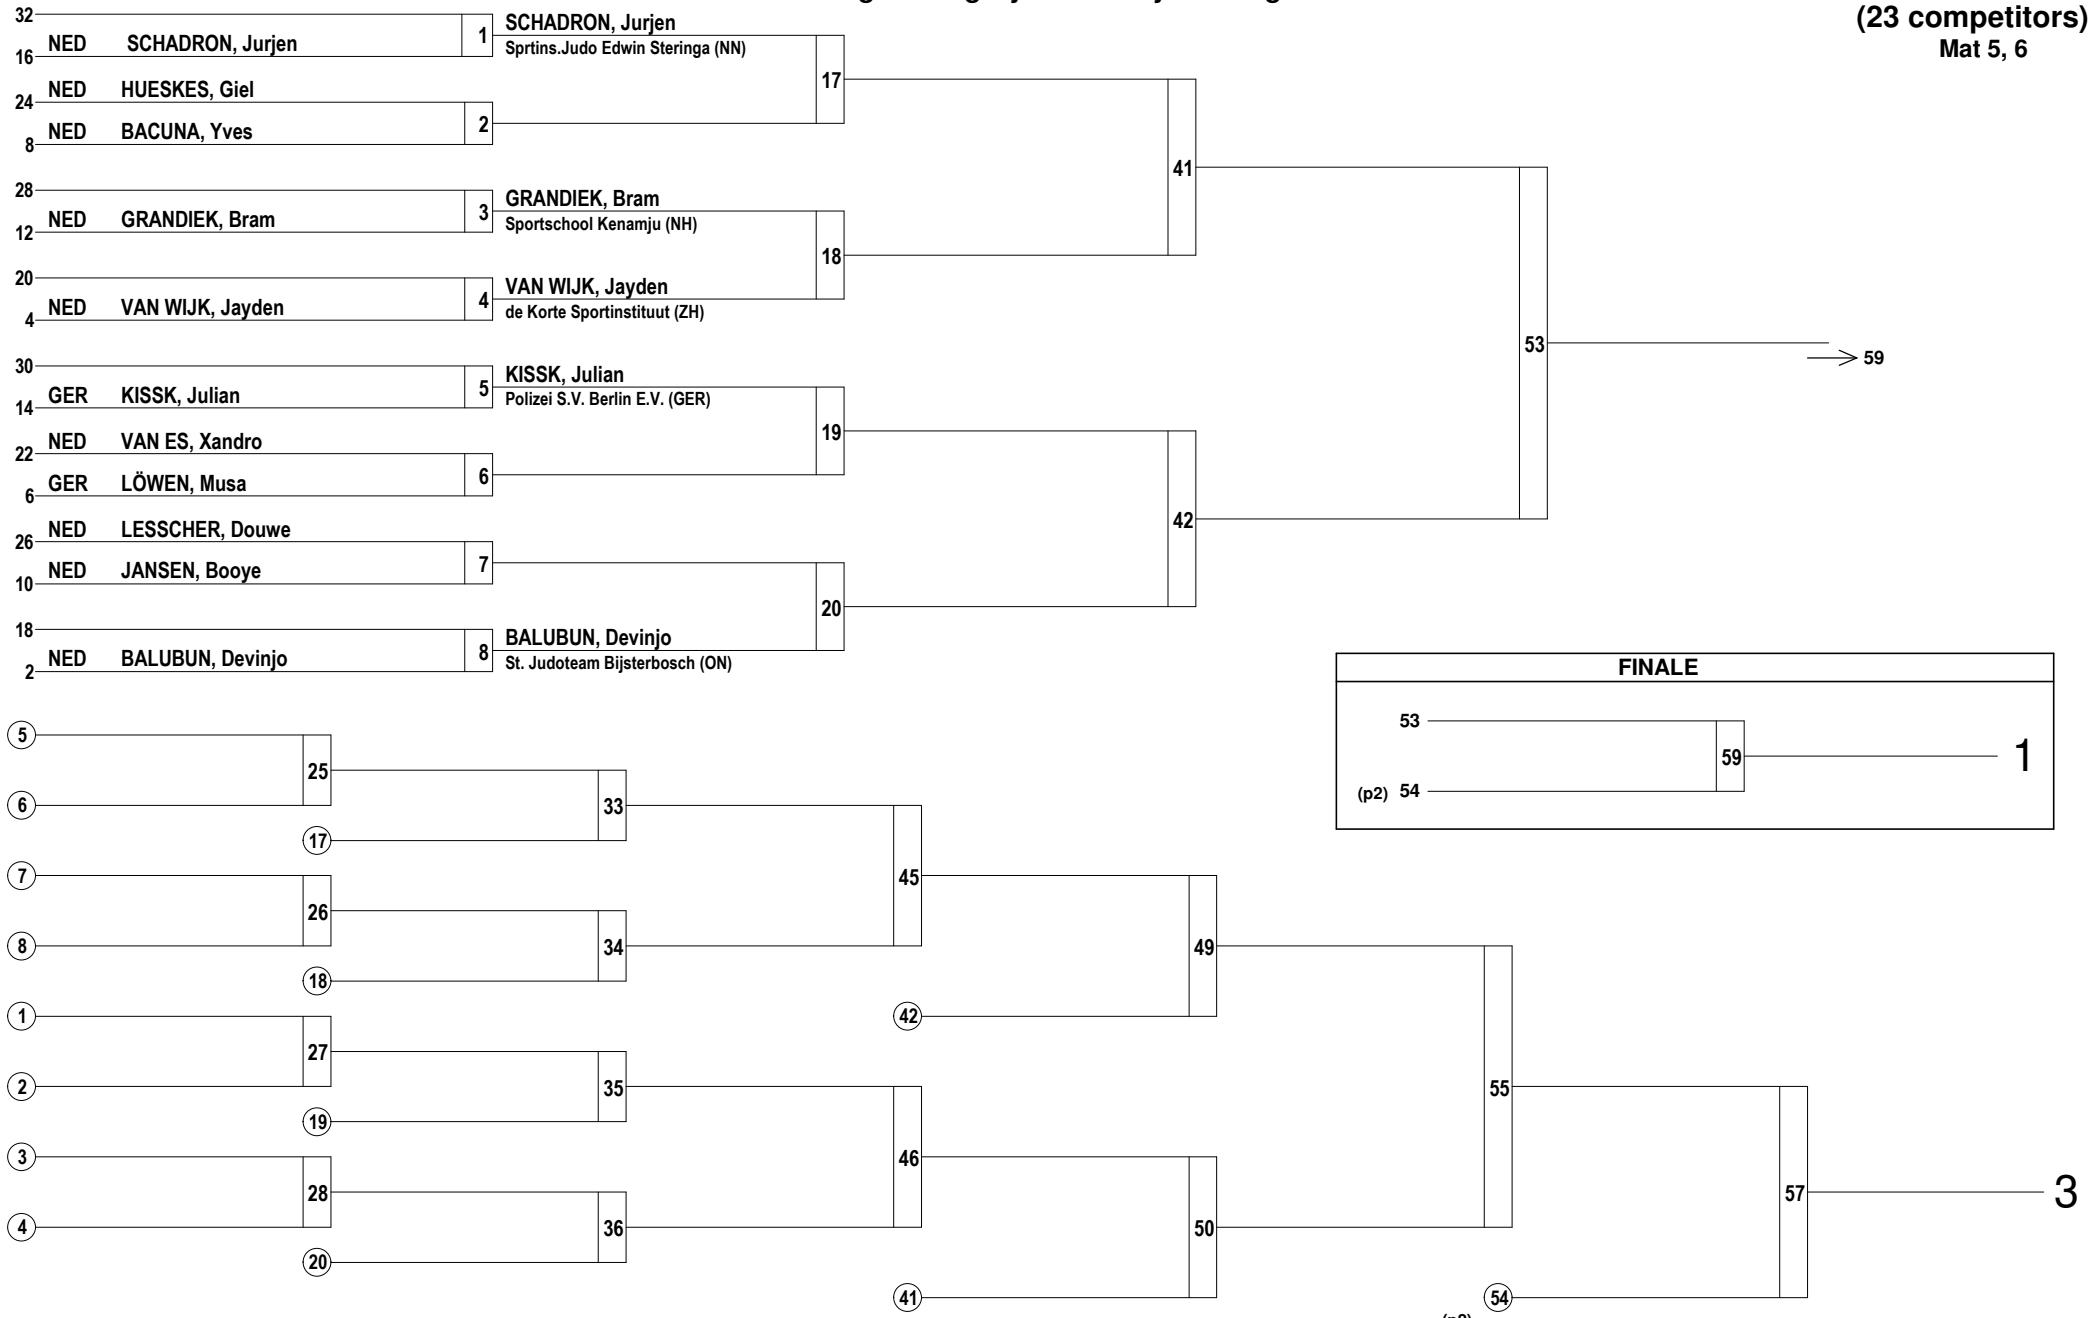 (23 competitors)
Mat 5, 6
32
NED SCHADRON, Jurjen
16
1
SCHADRON, Jurjen
Sprtins.Judo Edwin Steringa (NN)
17
NED HUESKES, Giel
24
NED BACUNA, Yves
8
2
41
28
NED GRANDIEK, Bram
12
3
GRANDIEK, Bram
Sportschool Kenamju (NH)
18
20
NED VAN WIJK, Jayden
4
4
VAN WIJK, Jayden
de Korte Sportinstituut (ZH)
53
59
30
GER KISSK, Julian
14
5
KISSK, Julian
Polizei S.V. Berlin E.V. (GER)
19
NED VAN ES, Xandro
22
GER LÖWEN, Musa
6
6
42
NED LESSCHER, Douwe
26
NED JANSEN, Booye
10
7
20
18
NED BALUBUN, Devinjo
2
8
BALUBUN, Devinjo
St. Judoteam Bijsterbosch (ON)
FINALE
53
59
1
(p2) 54
5
25
6
33
17
7
45
26
8
34
49
18
1
42
27
2
35
55
19
3
46
28
57
3
4
36
50
20
41
54